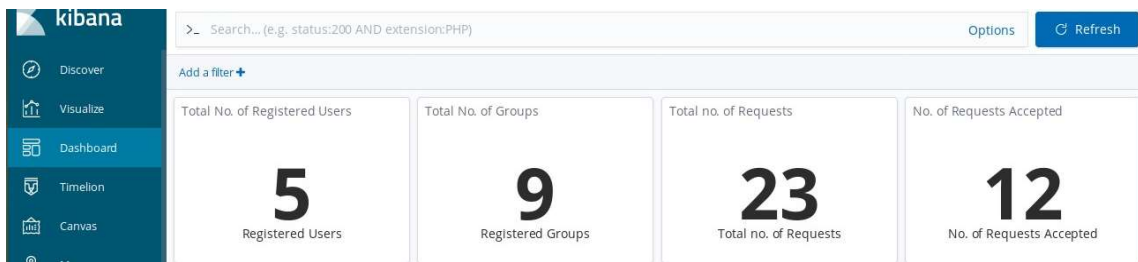 kibana
>_ Search... (e.g. status:200 AND extension:PHP)
Options
Refresh
Discover
Add a filter +
Visualize
Dashboard
Timelion
Canvas
Total No. of Registered Users
5
Registered Users
Total No. of Groups
9
Registered Groups
Total no. of Requests
23
Total no. of Requests
No. of Requests Accepted
12
No. of Requests Accepted